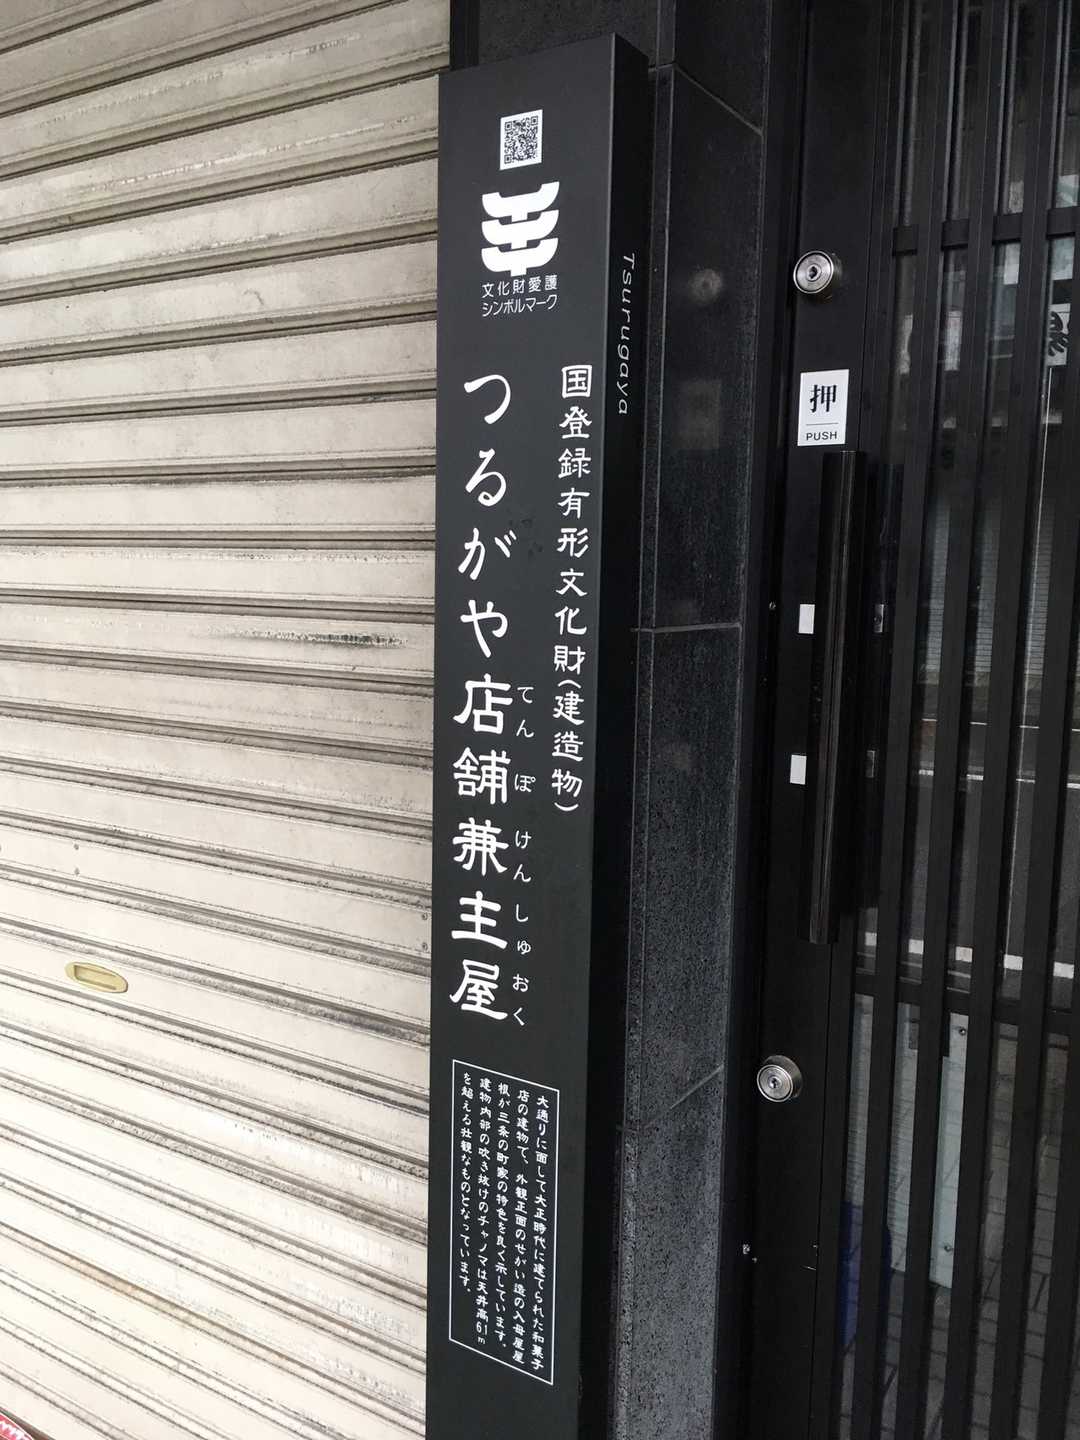 文化財愛護
シンボルマーク
Tsurugaya
国登録有形文化財(建造物)
つるがや店舗兼主屋
てんぽけんしゅおく
大通りに面して大正時代に建てられた和菓子
店の建物で、外観正面のせがい造の入母屋屋
根が三条の町家の特色を良く示しています。
建物内部の吹き抜けのチャノマは天井高61m
を超える壮観なものとなっています。
押
PUSH